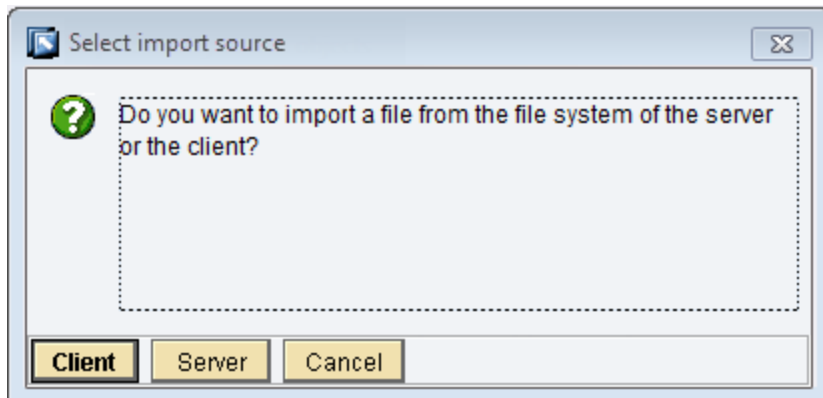 Select import source
Do you want to import a file from the file system of the server
or the client?
Client Server Cancel